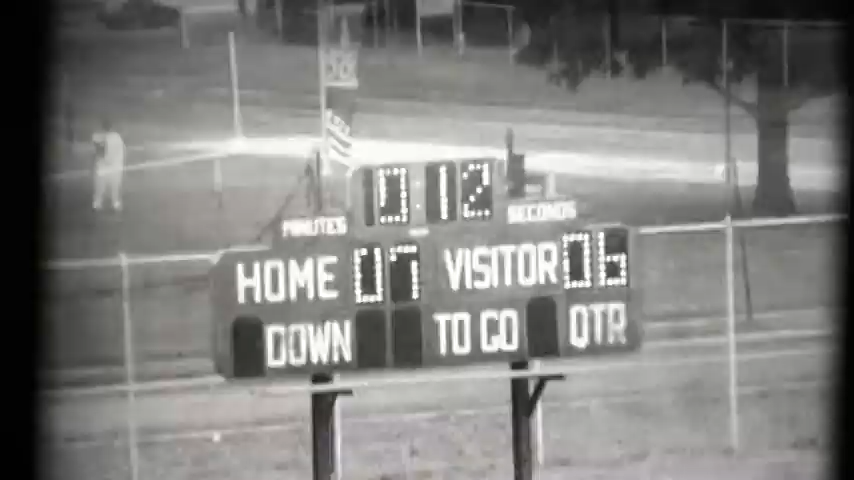 0:12
MINUTES SECONDS
HOME 07 VISITOR 06
DOWN TO GO QTR